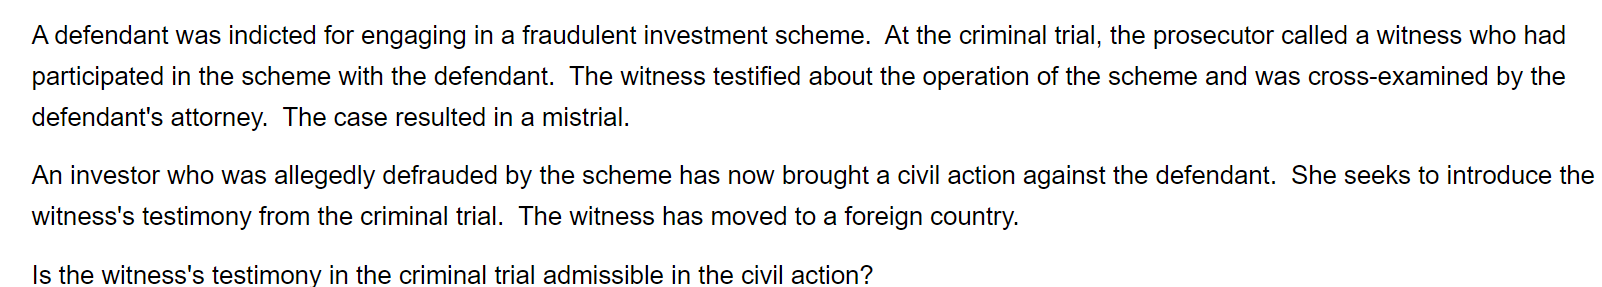 A defendant was indicted for engaging in a fraudulent investment scheme.  At the criminal trial, the prosecutor called a witness who had
participated in the scheme with the defendant.  The witness testified about the operation of the scheme and was cross-examined by the
defendant's attorney.  The case resulted in a mistrial.
An investor who was allegedly defrauded by the scheme has now brought a civil action against the defendant.  She seeks to introduce the
witness's testimony from the criminal trial.  The witness has moved to a foreign country.
Is the witness's testimony in the criminal trial admissible in the civil action?